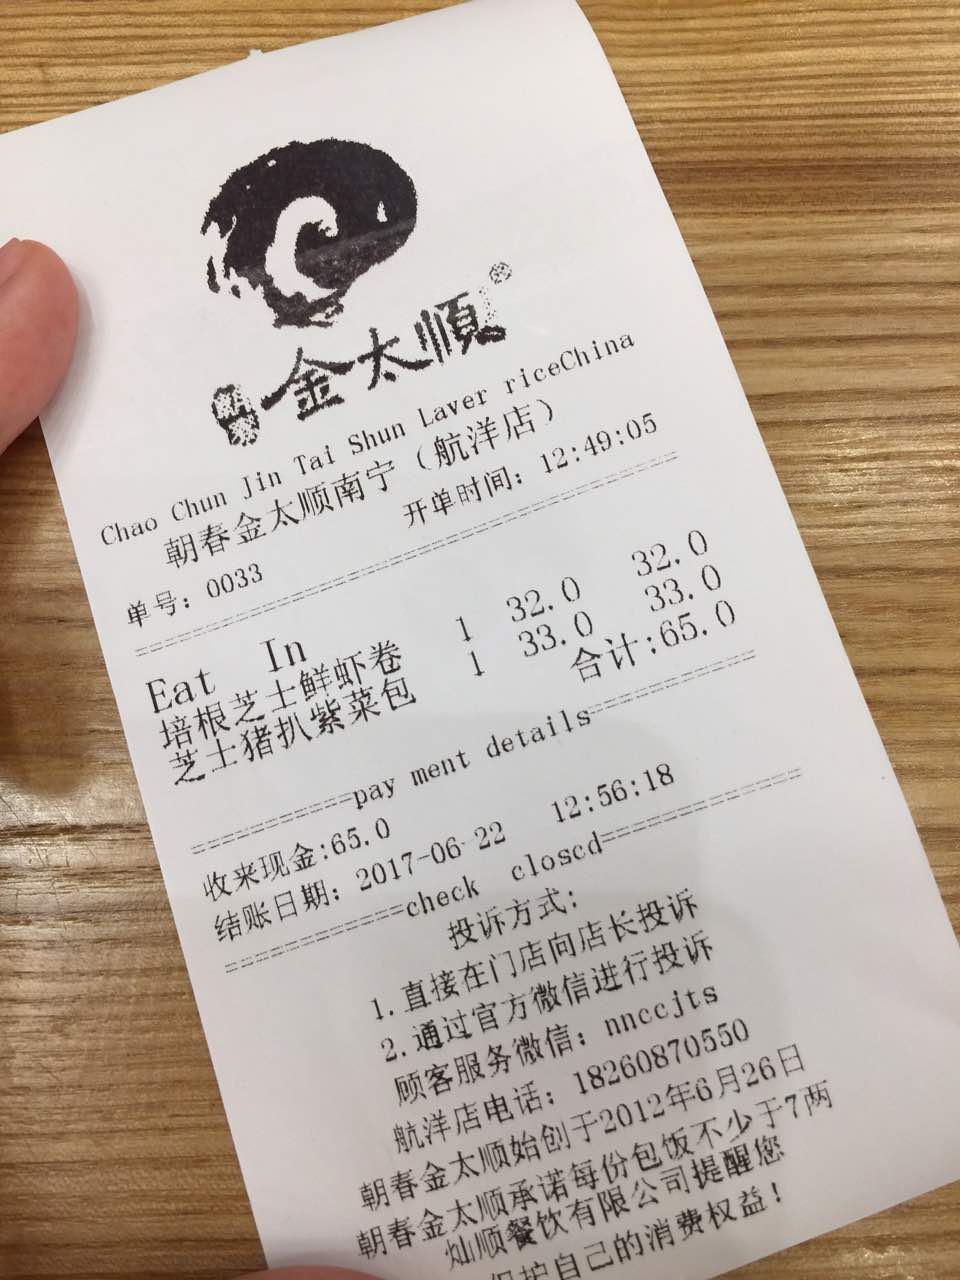 朝春
金太順
Chao Chun Jin Tai Shun Laver riceChina
朝春金太顺南宁（航洋店）
单号: 0033 开单时间: 12:49:05
Eat In
培根芝士鲜虾卷 1 32.0 32.0
芝士猪扒紫菜包 1 33.0 33.0
合计:65.0
pay ment details
收来现金:65.0
结账日期: 2017-06-22 12:56:18
check closcd
投诉方式:
1.直接在门店向店长投诉
2.通过官方微信进行投诉
顾客服务微信: nnccjts
航洋店电话: 18260870550
朝春金太顺始创于2012年6月26日
朝春金太顺承诺每份包饭不少于7两
灿顺餐饮有限公司提醒您
保护自己的消费权益!